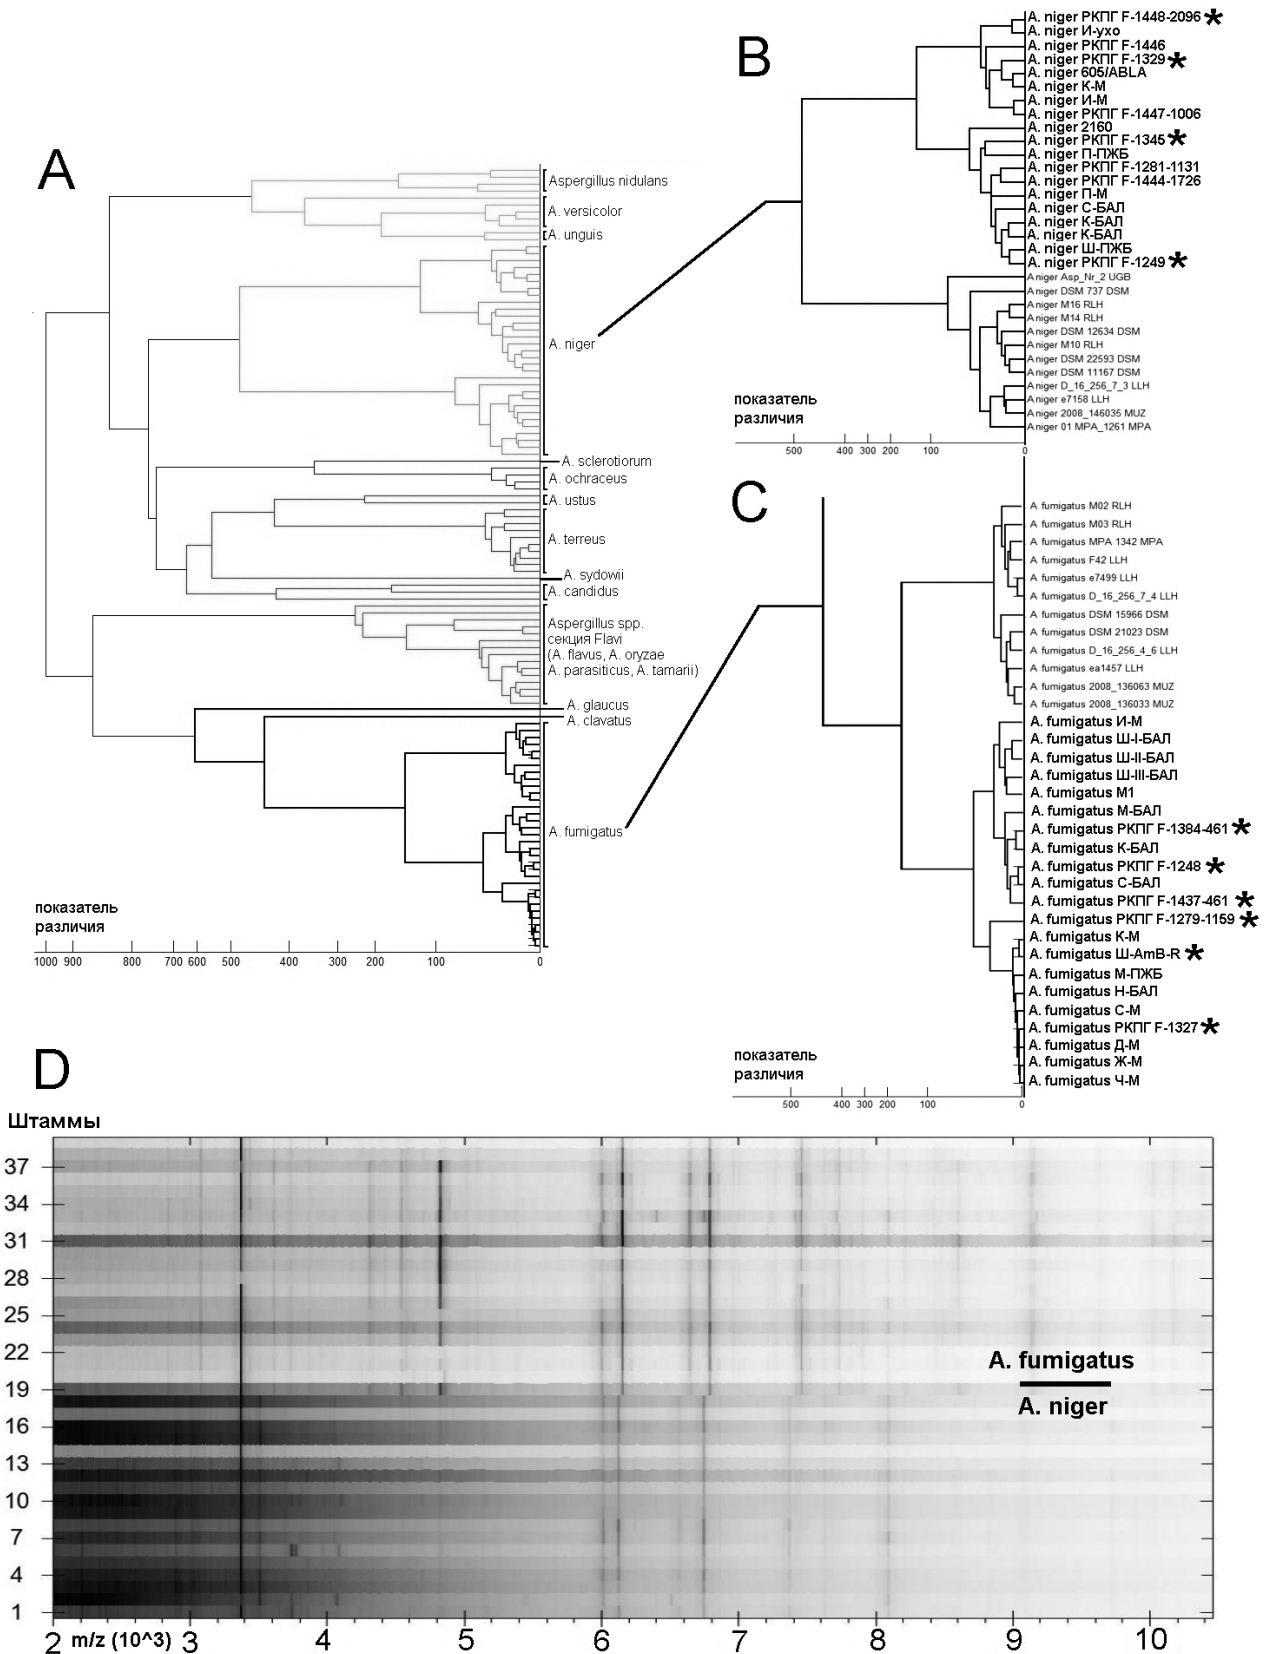 A
Aspergillus nidulans
A. versicolor
A. unguis
A. niger
A. sclerotiorum
A. ochraceus
A. ustus
A. terreus
A. sydowii
A. candidus
Aspergillus spp.
секция Flavi
(A. flavus, A. oryzae
A. parasiticus, A. tamarii)
A. glaucus
A. clavatus
A. fumigatus
показатель
различия
1000 900 800 700 600 500 400 300 200 100 0
B
A. niger РКПГ F-1448-2096 *
A. niger И-ухо
A. niger РКПГ F-1446
A. niger РКПГ F-1329 *
A. niger 605/ABLA
A. niger К-М
A. niger И-М
A. niger РКПГ F-1447-1006
A. niger 2160
A. niger РКПГ F-1345 *
A. niger П-ПЖБ
A. niger РКПГ F-1281-1131
A. niger РКПГ F-1444-1726
A. niger П-М
A. niger С-БАЛ
A. niger К-БАЛ
A. niger К-БАЛ
A. niger Ш-ПЖБ
A. niger РКПГ F-1249 *
A niger Asp_Nr_2 UGB
A niger DSM 737 DSM
A niger M16 RLH
A niger M14 RLH
A niger DSM 12634 DSM
A niger M10 RLH
A niger DSM 22593 DSM
A niger DSM 11167 DSM
A niger D_16_256_7_3 LLH
A niger e7158 LLH
A niger 2008_146035 MUZ
A niger 01 MPA_1261 MPA
показатель
различия
500 400 300 200 100 0
C
A fumigatus M02 RLH
A fumigatus M03 RLH
A fumigatus MPA 1342 MPA
A fumigatus F42 LLH
A fumigatus e7499 LLH
A fumigatus D_16_256_7_4 LLH
A fumigatus DSM 15966 DSM
A fumigatus DSM 21023 DSM
A fumigatus D_16_256_4_6 LLH
A fumigatus ea1457 LLH
A fumigatus 2008_136063 MUZ
A fumigatus 2008_136033 MUZ
A. fumigatus И-М
A. fumigatus Ш-I-БАЛ
A. fumigatus Ш-II-БАЛ
A. fumigatus Ш-III-БАЛ
A. fumigatus М1
A. fumigatus М-БАЛ
A. fumigatus РКПГ F-1384-461 *
A. fumigatus К-БАЛ
A. fumigatus РКПГ F-1248 *
A. fumigatus С-БАЛ
A. fumigatus РКПГ F-1437-461 *
A. fumigatus РКПГ F-1279-1159 *
A. fumigatus К-М
A. fumigatus Ш-AmB-R *
A. fumigatus М-ПЖБ
A. fumigatus Н-БАЛ
A. fumigatus С-М
A. fumigatus РКПГ F-1327 *
A. fumigatus Д-М
A. fumigatus Ж-М
A. fumigatus Ч-М
показатель
различия
500 400 300 200 100 0
D
Штаммы
37
34
31
28
25
22
19
16
13
10
7
4
1
A. fumigatus
A. niger
2 m/z (10^3) 3 4 5 6 7 8 9 10